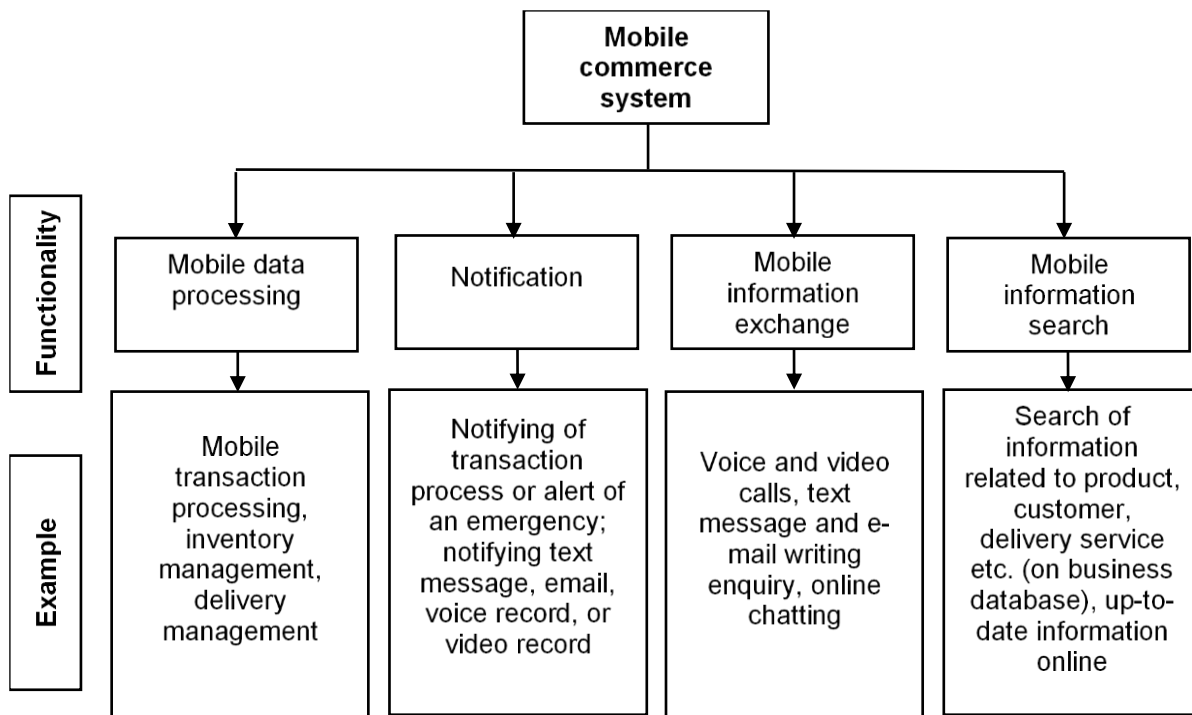 Mobile
commerce
system
Functionality
Mobile data
processing
Notification
Mobile
information
exchange
Mobile
information
search
Example
Mobile
transaction
processing,
inventory
management,
delivery
management
Notifying of
transaction
process or alert of
an emergency;
notifying text
message, email,
voice record, or
video record
Voice and video
calls, text
message and e-
mail writing
enquiry, online
chatting
Search of
information
related to product,
customer,
delivery service
etc. (on business
database), up-to-
date information
online